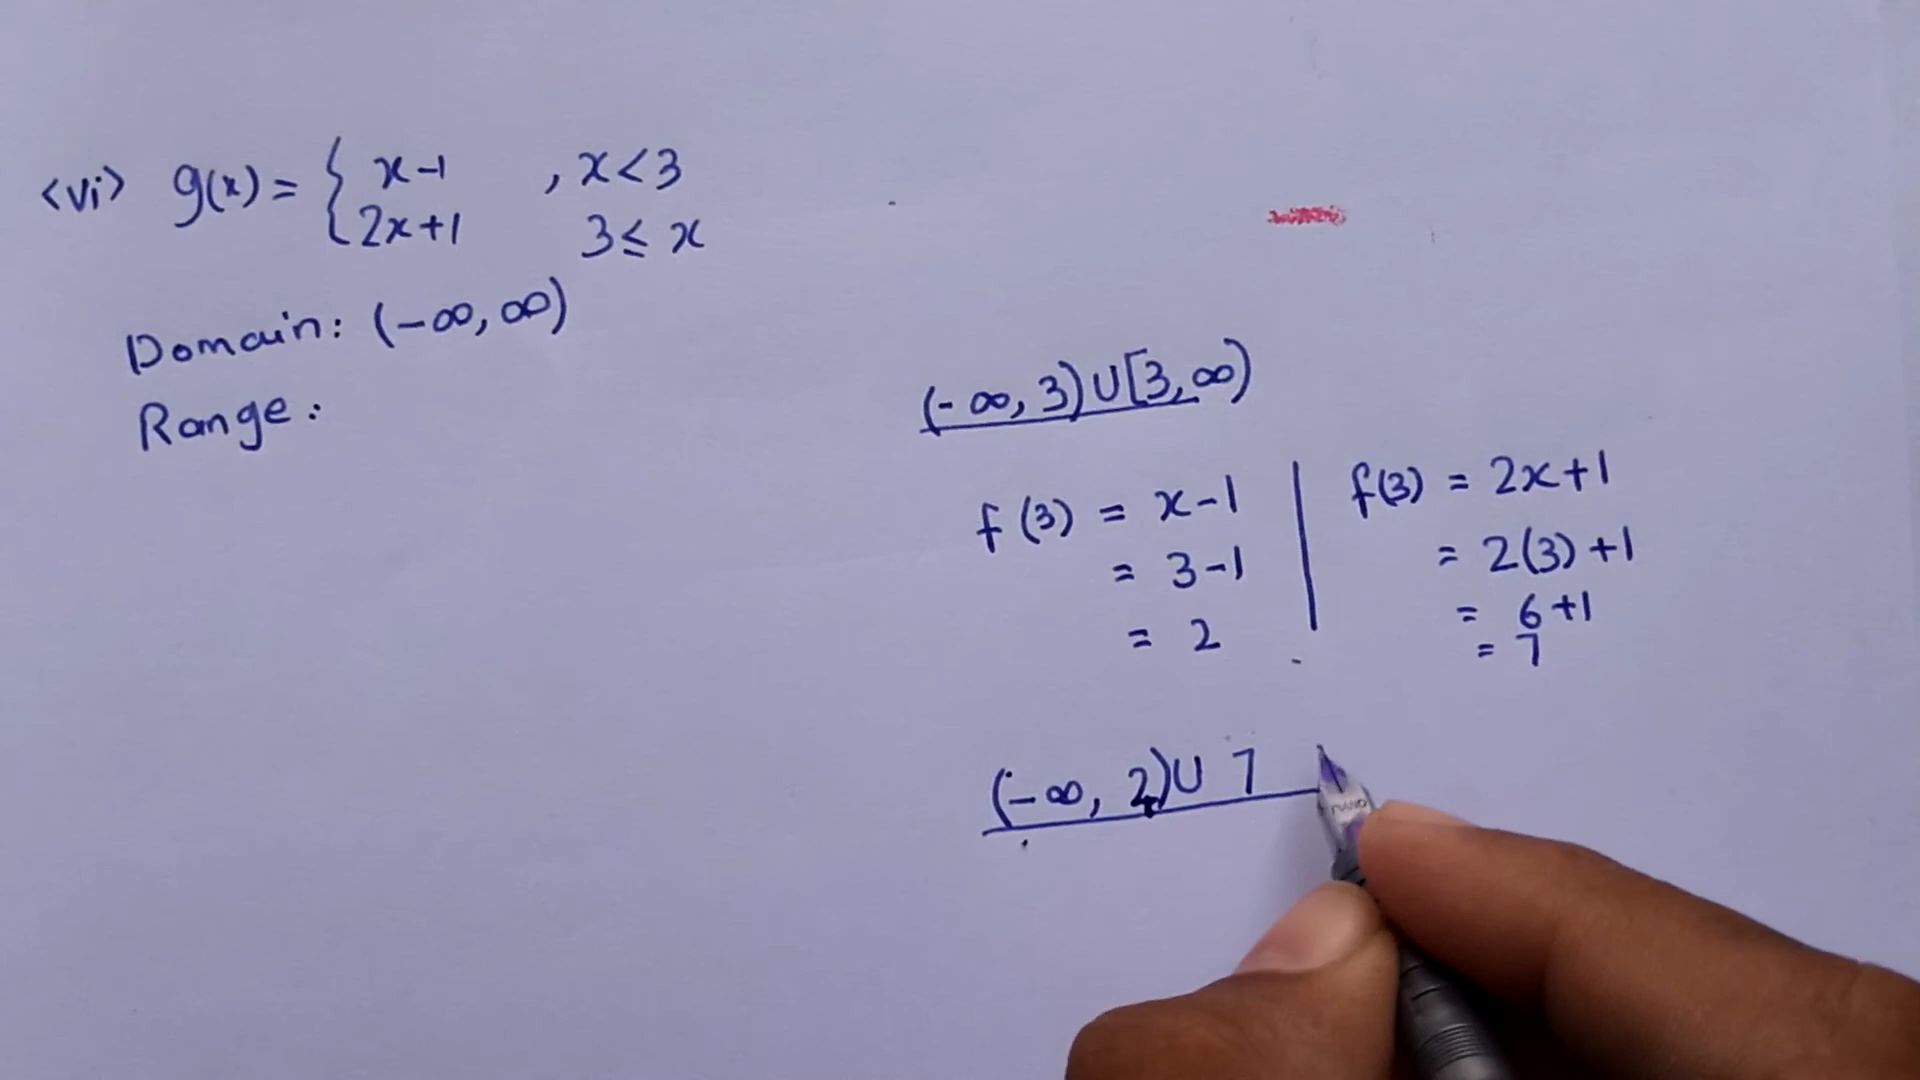 <vi> g(x) = { x-1 , x<3
2x+1 3≤ x
Domain: (-∞, ∞)
Range:
(-∞, 3)U[3,∞)
f(3) = x-1
= 3-1
= 2
f(3) = 2x+1
= 2(3)+1
= 6+1
= 7
(-∞, 2)U 7